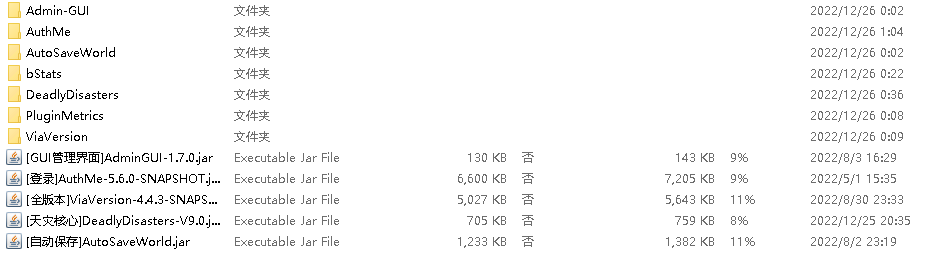 Admin-GUI 文件夹 2022/12/26 0:02
AuthMe 文件夹 2022/12/26 1:04
AutoSaveWorld 文件夹 2022/12/26 0:02
bStats 文件夹 2022/12/26 0:22
DeadlyDisasters 文件夹 2022/12/26 0:36
PluginMetrics 文件夹 2022/12/26 0:08
ViaVersion 文件夹 2022/12/26 0:09
[GUI管理界面]AdminGUI-1.7.0.jar Executable Jar File 130 KB 否 143 KB 9% 2022/8/3 16:29
[登录]AuthMe-5.6.0-SNAPSHOT.j... Executable Jar File 6,600 KB 否 7,205 KB 9% 2022/5/1 15:35
[全版本]ViaVersion-4.4.3-SNAPS... Executable Jar File 5,027 KB 否 5,643 KB 11% 2022/8/30 23:33
[天灾核心]DeadlyDisasters-V9.0.j... Executable Jar File 705 KB 否 759 KB 8% 2022/12/25 20:35
[自动保存]AutoSaveWorld.jar Executable Jar File 1,233 KB 否 1,382 KB 11% 2022/8/2 23:19